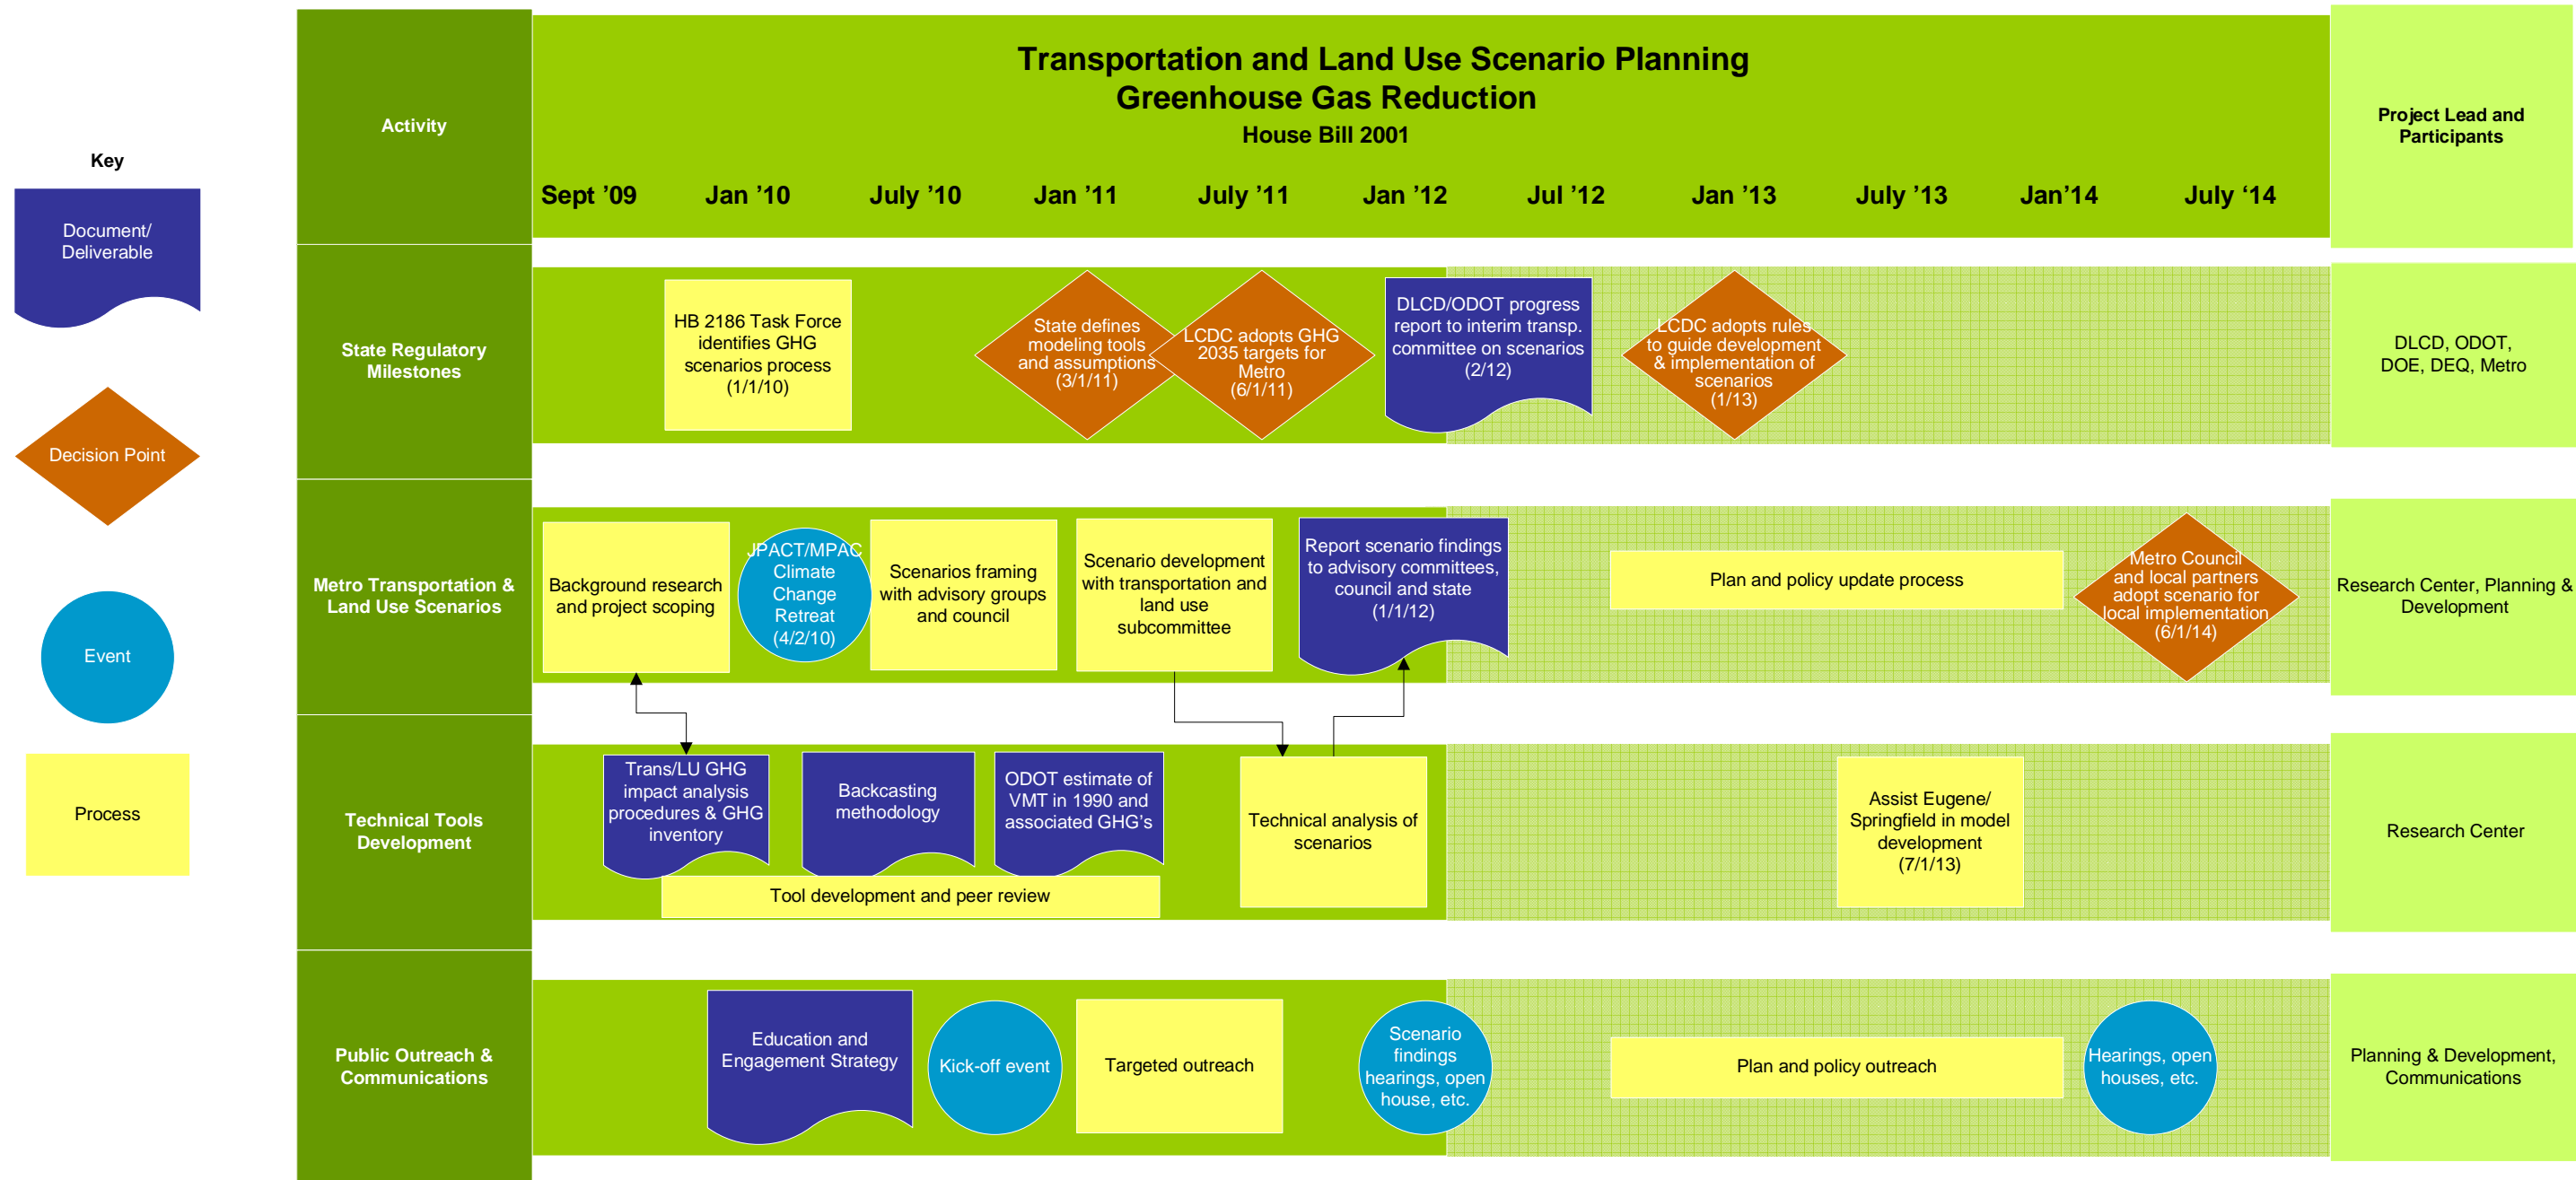 Transportation and Land Use Scenario Planning
Greenhouse Gas Reduction
House Bill 2001
Activity
Project Lead and
Participants
Sept ’09
Jan ’10
July ’10
Jan ’11
July ’11
Jan ’12
Jul ’12
Jan ’13
July ’13
Jan’14
July ‘14
Key
Document/
Deliverable
Decision Point
Event
Process
State Regulatory
Milestones
HB 2186 Task Force
identifies GHG
scenarios process
(1/1/10)
State defines
modeling tools
and assumptions
(3/1/11)
LCDC adopts GHG
2035 targets for
Metro
(6/1/11)
DLCD/ODOT progress
report to interim transp.
committee on scenarios
(2/12)
LCDC adopts rules
to guide development
& implementation of
scenarios
(1/13)
DLCD, ODOT,
DOE, DEQ, Metro
Metro Transportation &
Land Use Scenarios
Background research
and project scoping
JPACT/MPAC
Climate
Change
Retreat
(4/2/10)
Scenarios framing
with advisory groups
and council
Scenario development
with transportation and
land use
subcommittee
Report scenario findings
to advisory committees,
council and state
(1/1/12)
Plan and policy update process
Metro Council
and local partners
adopt scenario for
local implementation
(6/1/14)
Research Center, Planning &
Development
Technical Tools
Development
Trans/LU GHG
impact analysis
procedures & GHG
inventory
Backcasting
methodology
ODOT estimate of
VMT in 1990 and
associated GHG’s
Tool development and peer review
Technical analysis of
scenarios
Assist Eugene/
Springfield in model
development
(7/1/13)
Research Center
Public Outreach &
Communications
Education and
Engagement Strategy
Kick-off event
Targeted outreach
Scenario
findings
hearings, open
house, etc.
Plan and policy outreach
Hearings, open
houses, etc.
Planning & Development,
Communications